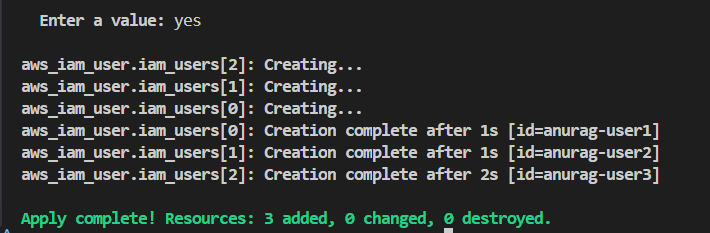 Enter a value: yes
aws_iam_user.iam_users[2]: Creating...
aws_iam_user.iam_users[1]: Creating...
aws_iam_user.iam_users[0]: Creating...
aws_iam_user.iam_users[0]: Creation complete after 1s [id=anurag-user1]
aws_iam_user.iam_users[1]: Creation complete after 1s [id=anurag-user2]
aws_iam_user.iam_users[2]: Creation complete after 2s [id=anurag-user3]
Apply complete! Resources: 3 added, 0 changed, 0 destroyed.